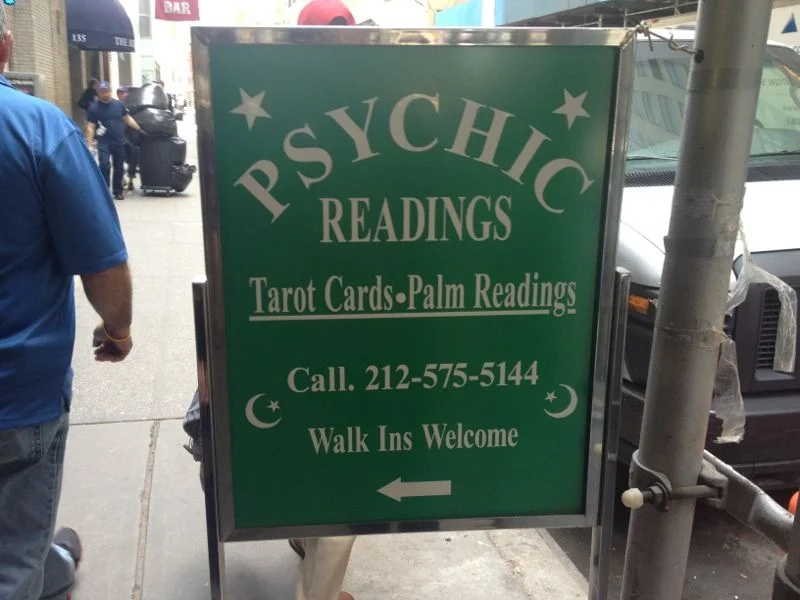 BAR
135
PSYCHIC
READINGS
Tarot Cards•Palm Readings
Call. 212-575-5144
Walk Ins Welcome